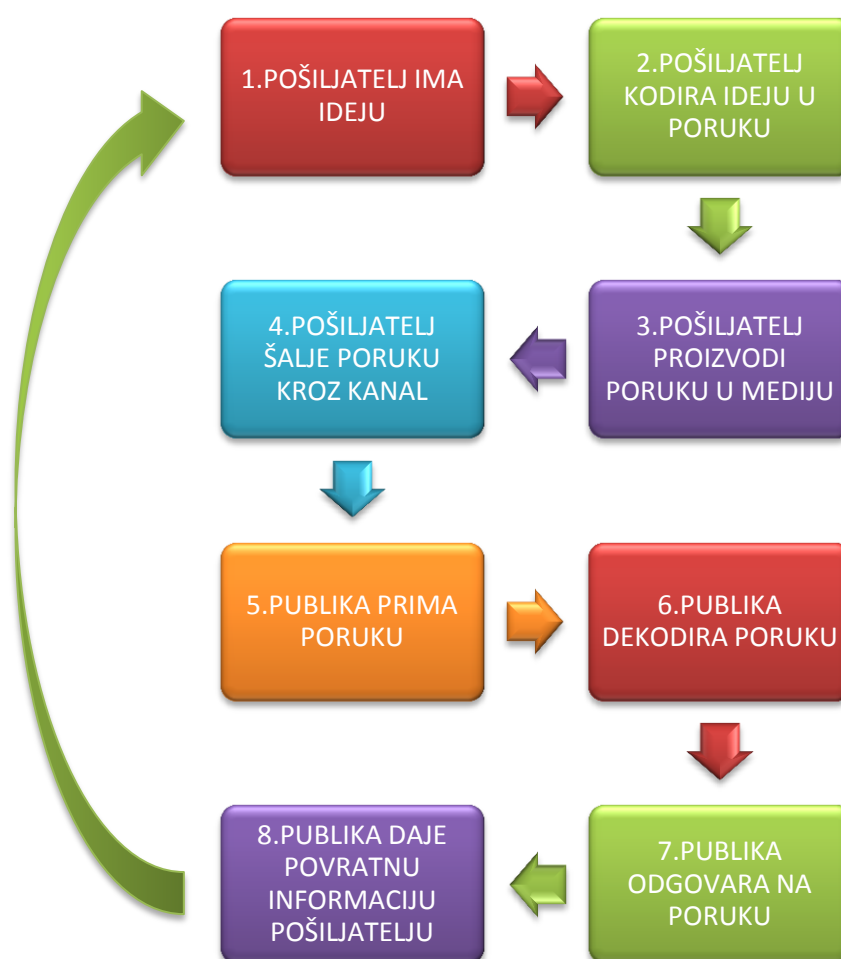 1.POŠILJATELJ IMA
IDEJU
2.POŠILJATELJ
KODIRA IDEJU U
PORUKU
3.POŠILJATELJ
PROIZVODI
PORUKU U MEDIJU
4.POŠILJATELJ
ŠALJE PORUKU
KROZ KANAL
5.PUBLIKA PRIMA
PORUKU
6.PUBLIKA
DEKODIRA PORUKU
7.PUBLIKA
ODGOVARA NA
PORUKU
8.PUBLIKA DAJE
POVRATNU
INFORMACIJU
POŠILJATELJU